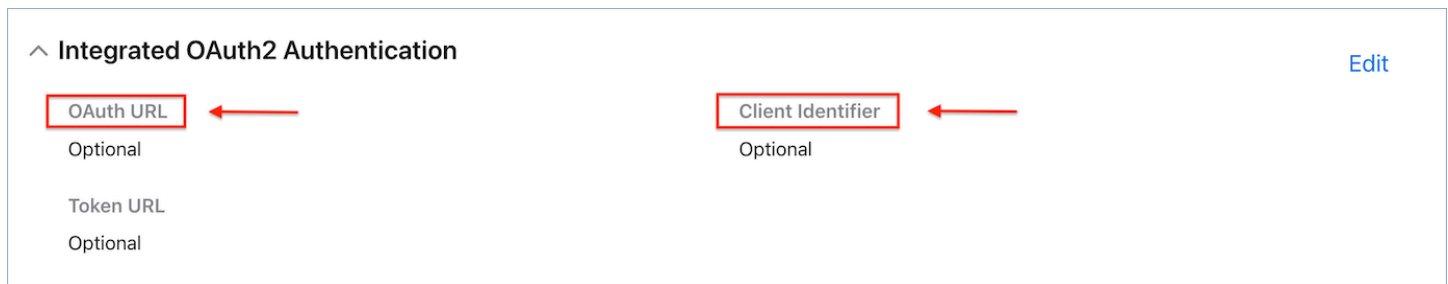 Integrated OAuth2 Authentication
Edit
OAuth URL
Client Identifier
Optional
Optional
Token URL
Optional